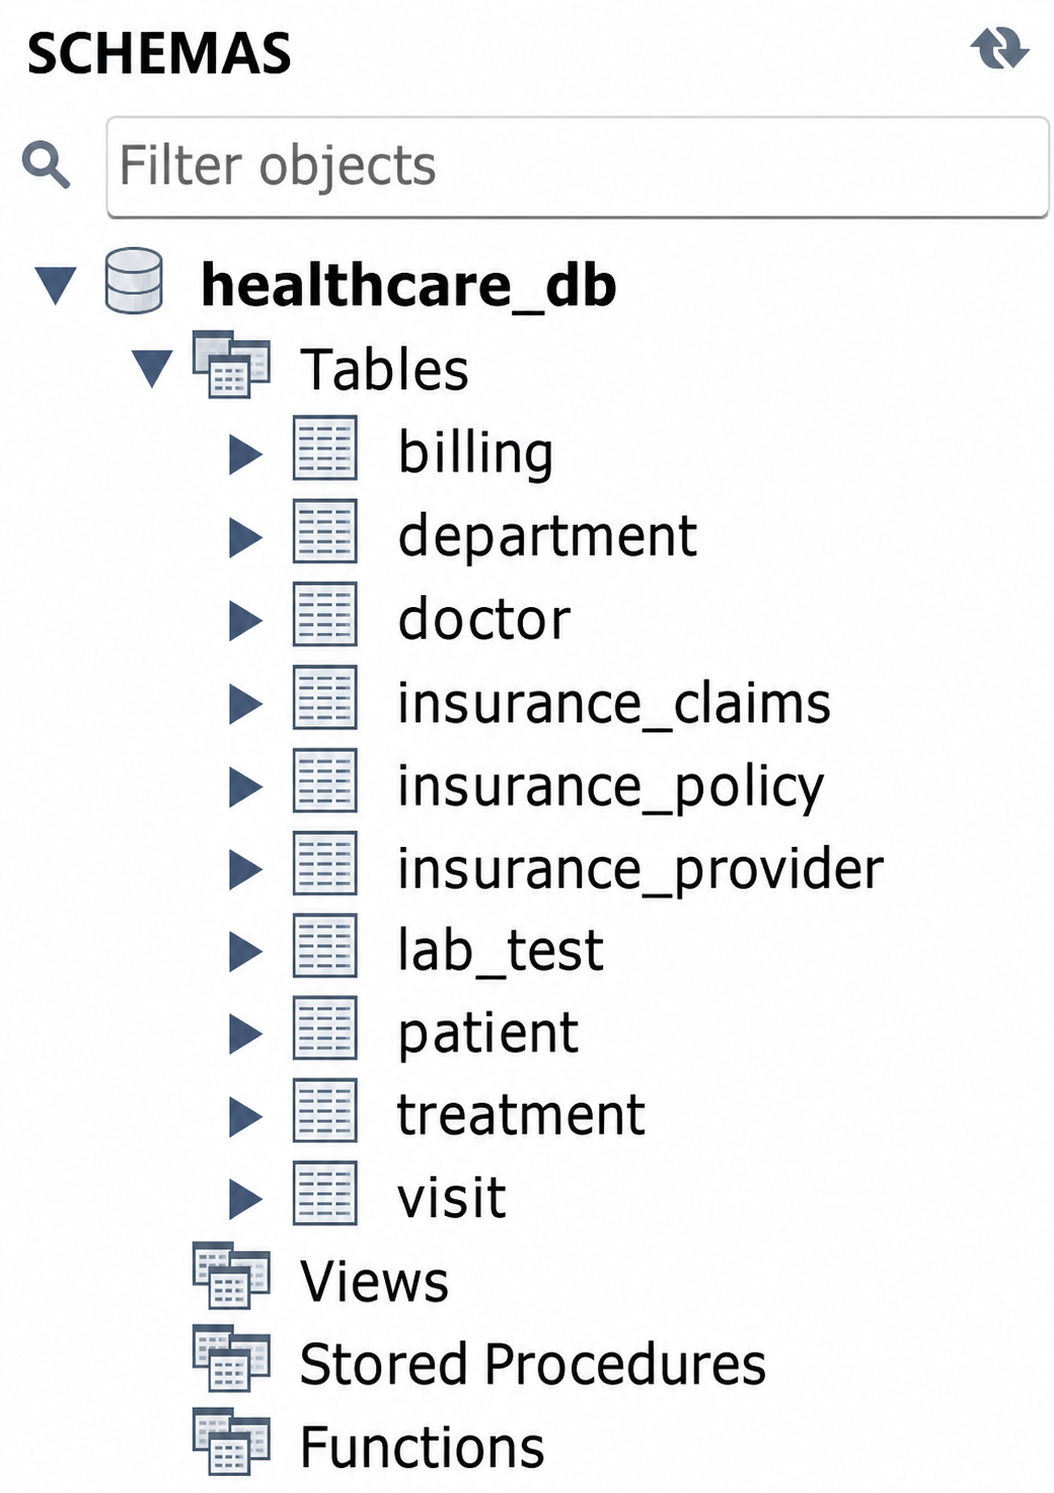 SCHEMAS
Filter objects
healthcare_db
Tables
billing
department
doctor
insurance_claims
insurance_policy
insurance_provider
lab_test
patient
treatment
visit
Views
Stored Procedures
Functions